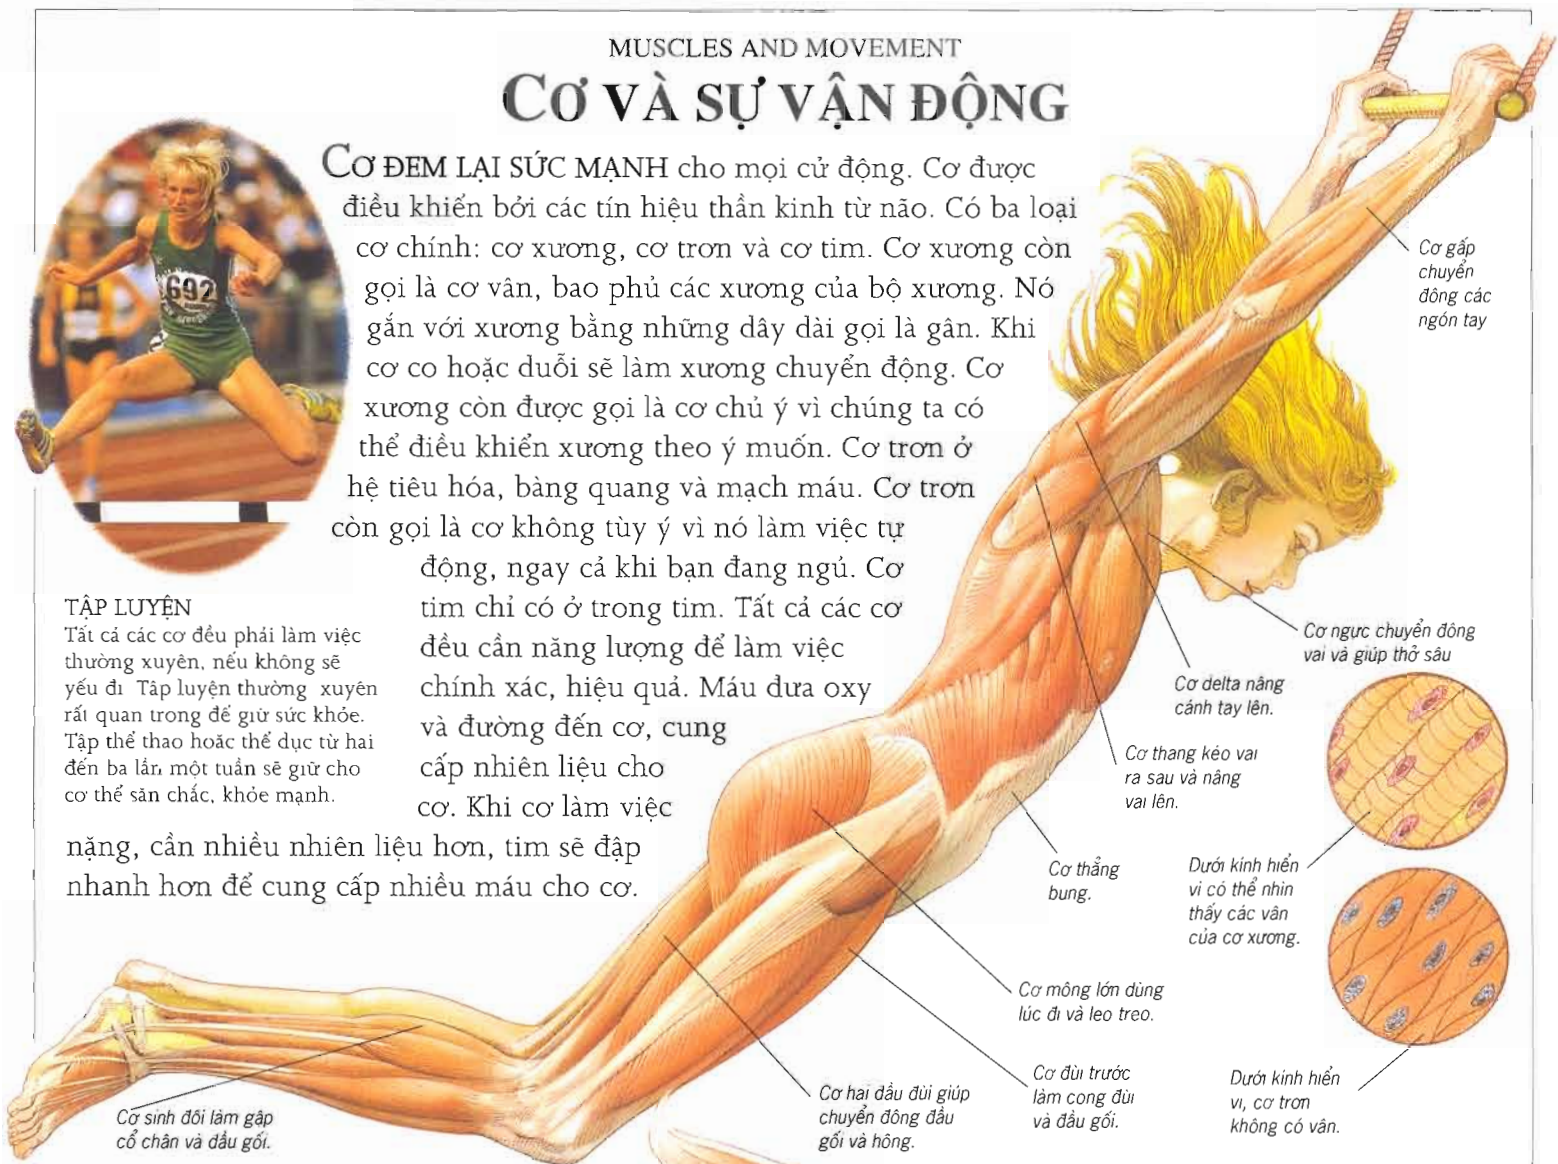 MUSCLES AND MOVEMENT
CƠ VÀ SỰ VẬN ĐỘNG
CƠ ĐEM LẠI SỨC MẠNH cho mọi cử động. Cơ được
điều khiển bởi các tín hiệu thần kinh từ não. Có ba loại
cơ chính: cơ xương, cơ trơn và cơ tim. Cơ xương còn
gọi là cơ vân, bao phủ các xương của bộ xương. Nó
gắn với xương bằng những dây dài gọi là gân. Khi
cơ co hoặc duỗi sẽ làm xương chuyển động. Cơ
xương còn được gọi là cơ chủ ý vì chúng ta có
thể điều khiển xương theo ý muốn. Cơ trơn ở
hệ tiêu hóa, bàng quang và mạch máu. Cơ trơn
còn gọi là cơ không tùy ý vì nó làm việc tự
động, ngay cả khi bạn đang ngủ. Cơ
tim chỉ có ở trong tim. Tất cả các cơ
đều cần năng lượng để làm việc
chính xác, hiệu quả. Máu đưa oxy
và đường đến cơ, cung
cấp nhiên liệu cho
cơ. Khi cơ làm việc
nặng, cần nhiều nhiên liệu hơn, tim sẽ đập
nhanh hơn để cung cấp nhiều máu cho cơ.
692
TẬP LUYỆN
Tất cả các cơ đều phải làm việc
thường xuyên, nếu không sẽ
yếu đi Tập luyện thường xuyên
rất quan trong để giữ sức khỏe.
Tập thể thao hoăc thể dục từ hai
đến ba lần một tuần sẽ giữ cho
cơ thể săn chắc, khỏe mạnh.
Cơ gấp
chuyển
đông các
ngón tay
Cơ ngực chuyển đông
vai và giúp thở sâu
Cơ delta nâng
cánh tay lên.
Cơ thang kéo vai
ra sau và nâng
vai lên.
Cơ thẳng
bung.
Dưới kính hiển
vi có thể nhìn
thấy các vân
của cơ xương.
Cơ mông lớn dùng
lúc đi và leo treo.
Cơ đùi trước
làm cong đùi
và đầu gối.
Dưới kính hiển
vi, cơ trơn
không có vân.
Cơ hai đầu đùi giúp
chuyển đông đầu
gối và hông.
Cơ sinh đôi làm gập
cổ chân và đầu gối.